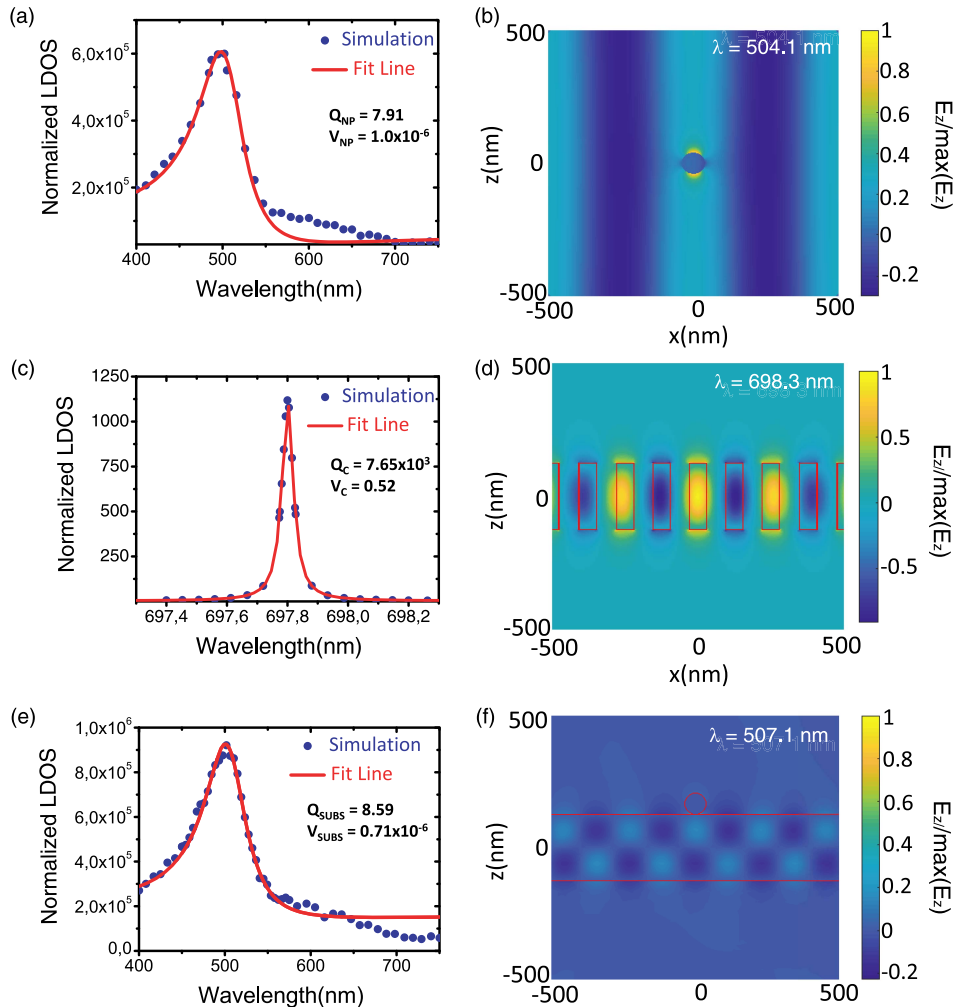 (a)
Normalized LDOS
6,0x10⁵
4,0x10⁵
2,0x10⁵
Simulation
Fit Line
Q_NP = 7.91
V_NP = 1.0x10⁻⁶
400 500 600 700
Wavelength(nm)
(b)
z(nm)
500
0
-500
λ = 504.1 nm
-500 0 500
x(nm)
1
0.8
0.6
0.4
0.2
0
-0.2
E_z/max(E_z)
(c)
Normalized LDOS
1250
1000
750
500
250
Simulation
Fit Line
Q_C = 7.65x10³
V_C = 0.52
697,4 697,6 697,8 698,0 698,2
Wavelength(nm)
(d)
z(nm)
500
0
-500
λ = 698.3 nm
-500 0 500
x(nm)
1
0.5
0
-0.5
E_z//max(E_z)
(e)
Normalized LDOS
1,0x10⁶
8,0x10⁵
6,0x10⁵
4,0x10⁵
2,0x10⁵
0,0
Simulation
Fit Line
Q_SUBS = 8.59
V_SUBS = 0.71x10⁻⁶
400 500 600 700
Wavelength(nm)
(f)
z(nm)
500
0
-500
λ = 507.1 nm
-500 0 500
x(nm)
1
0.8
0.6
0.4
0.2
0
-0.2
E_z//max(E_z)